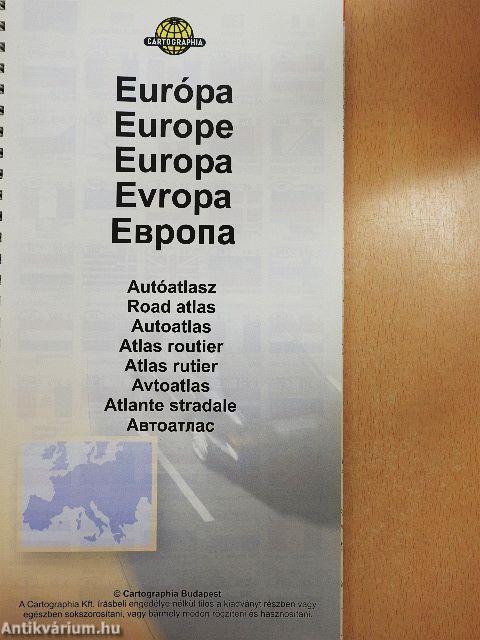 CARTOGRAPHIA
Európa
Europe
Europa
Evropa
Европа
Autóatlasz
Road atlas
Autoatlas
Atlas routier
Atlas rutier
Avtoatlas
Atlante stradale
Автоатлас
© Cartographia Budapest
A Cartographia Kft. írásbeli engedélye nélkül tilos a kiadványt részben vagy
egészben sokszorosítani, vagy bármely módon rögzíteni és hasznosítani.
Antikvárium.hu